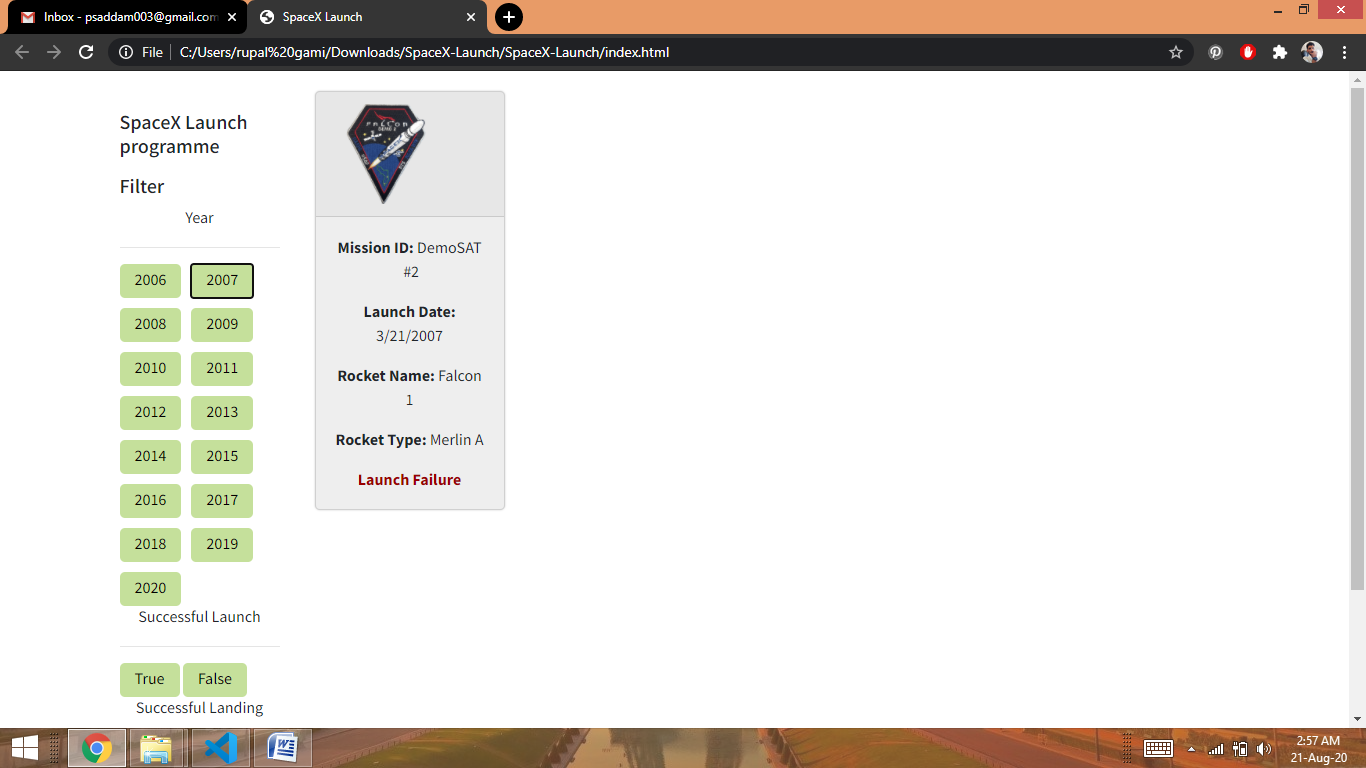 Inbox - psaddam003@gmail.com
SpaceX Launch
File
C:/Users/rupal%20gami/Downloads/SpaceX-Launch/SpaceX-Launch/index.html
SpaceX Launch
programme
Filter
Year
2006 2007
2008 2009
2010 2011
2012 2013
2014 2015
2016 2017
2018 2019
2020
Successful Launch
True False
Successful Landing
FALCON
DEMO 2
Mission ID: DemoSAT
#2
Launch Date:
3/21/2007
Rocket Name: Falcon
1
Rocket Type: Merlin A
Launch Failure
2:57 AM
21-Aug-20